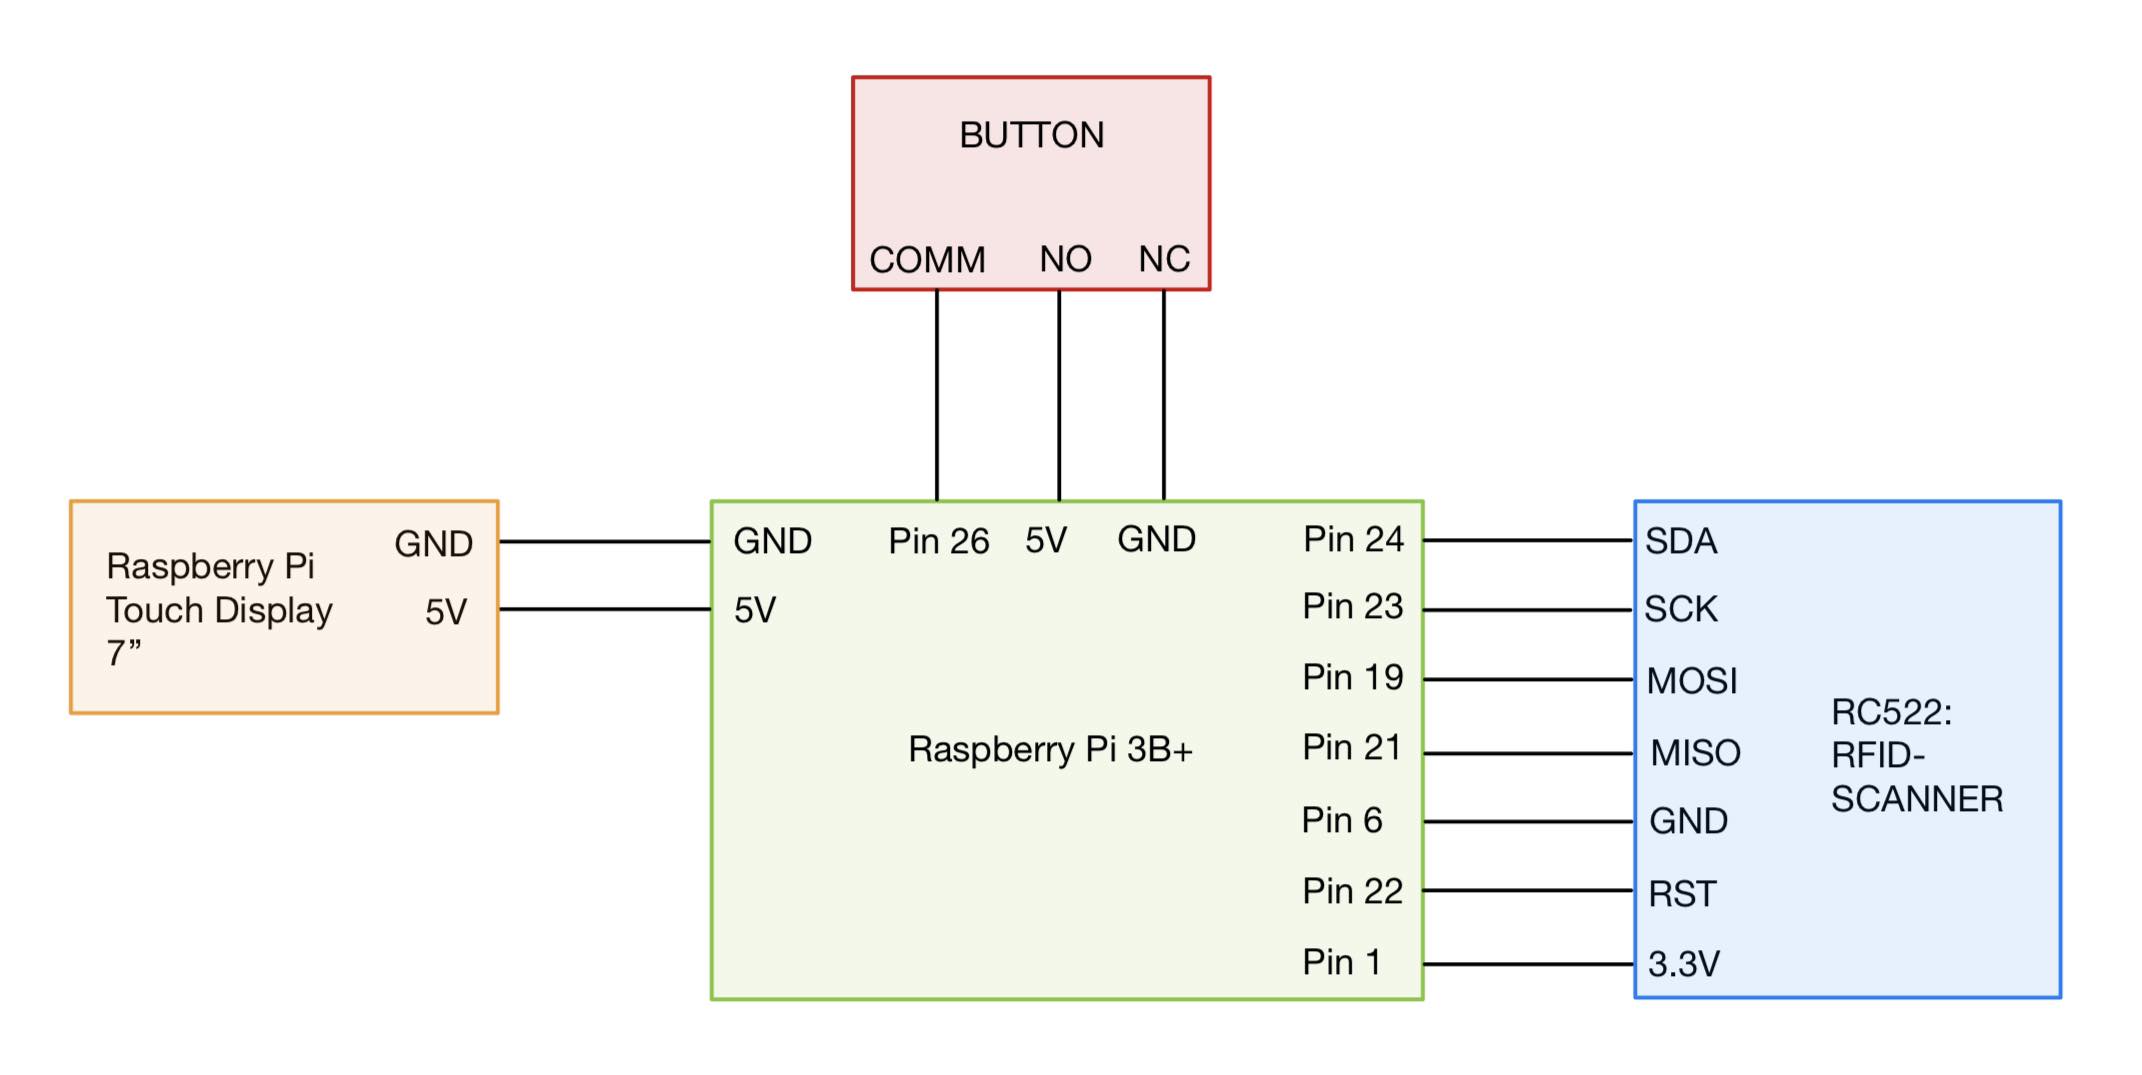 BUTTON
COMM NO NC
Raspberry Pi
Touch Display
7”
GND
5V
GND
5V
Pin 26 5V GND
Raspberry Pi 3B+
Pin 24
Pin 23
Pin 19
Pin 21
Pin 6
Pin 22
Pin 1
SDA
SCK
MOSI
MISO
GND
RST
3.3V
RC522:
RFID-
SCANNER